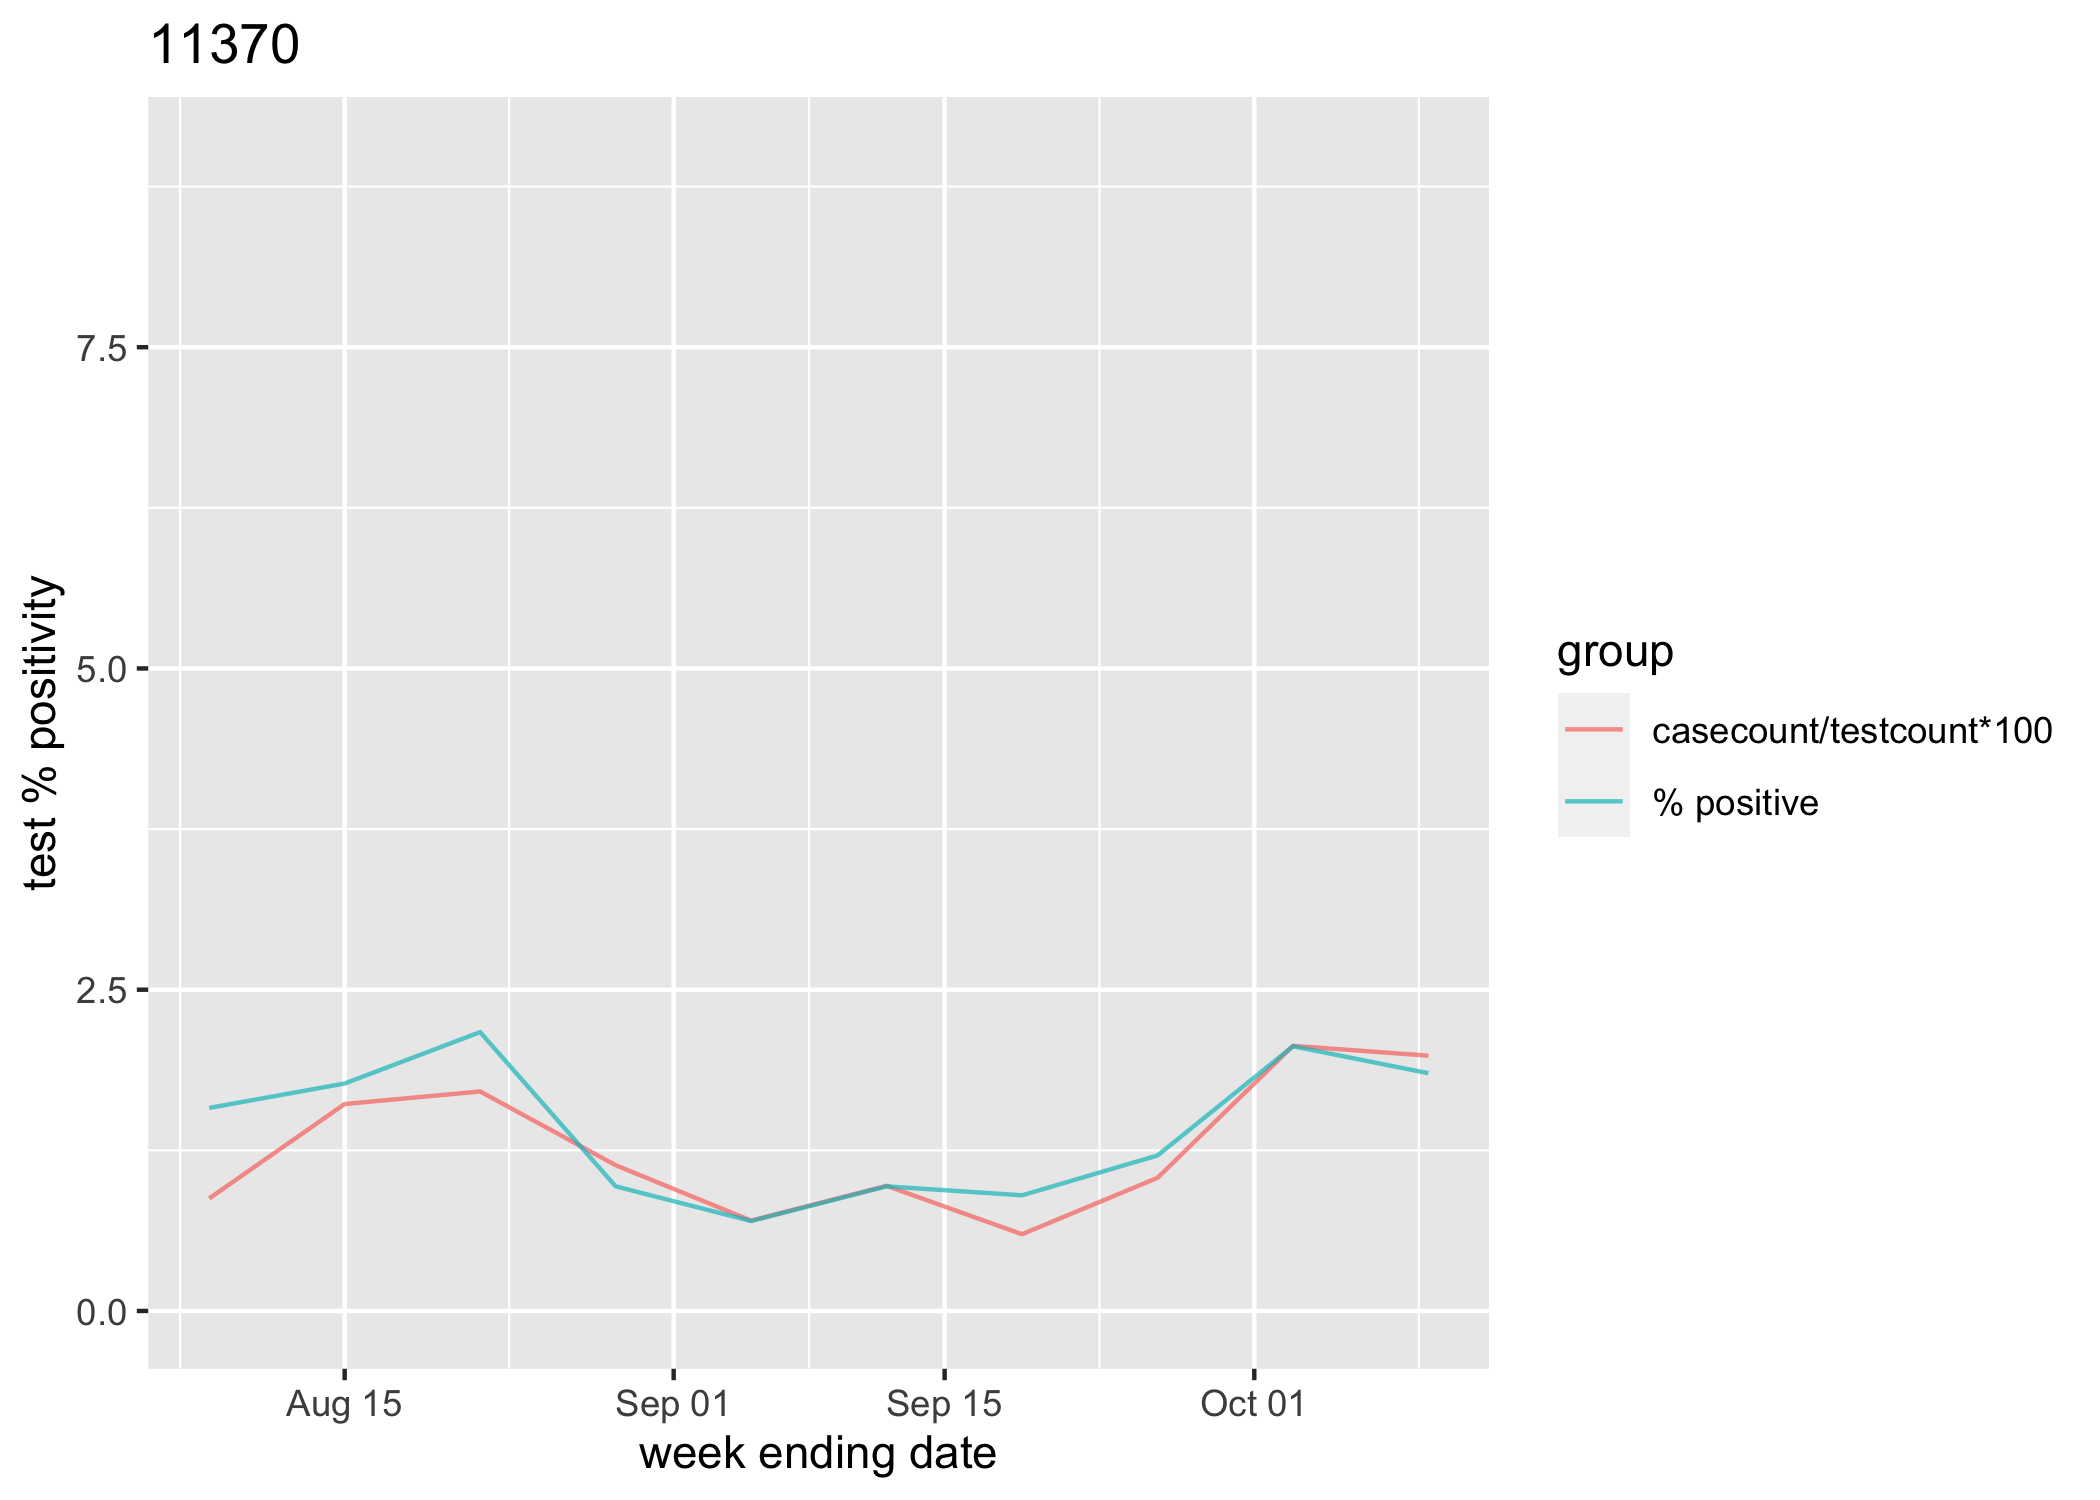 11370
7.5
5.0
2.5
0.0
test % positivity
Aug 15
Sep 01
Sep 15
Oct 01
week ending date
group
casecount/testcount*100
% positive